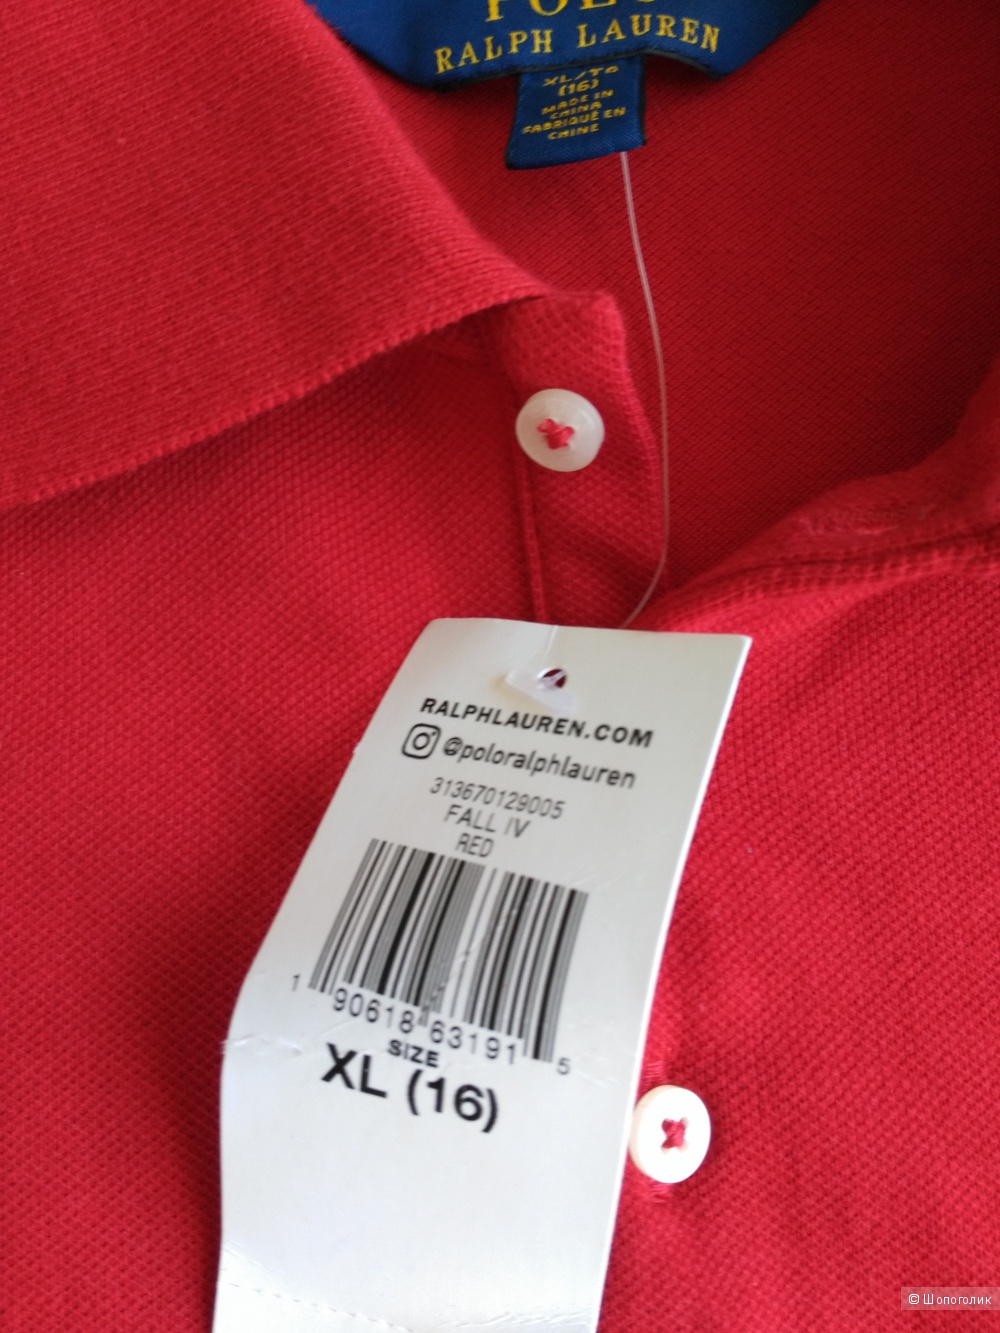 POLO
RALPH LAUREN
XL/TG
(16)
MADE IN
CHINA
FABRIQUÉ EN
CHINE
RALPHLAUREN.COM
@poloralphlauren
313670129005
FALL IV
RED
1 90618 63191 5
SIZE
XL (16)
© Шопоголик